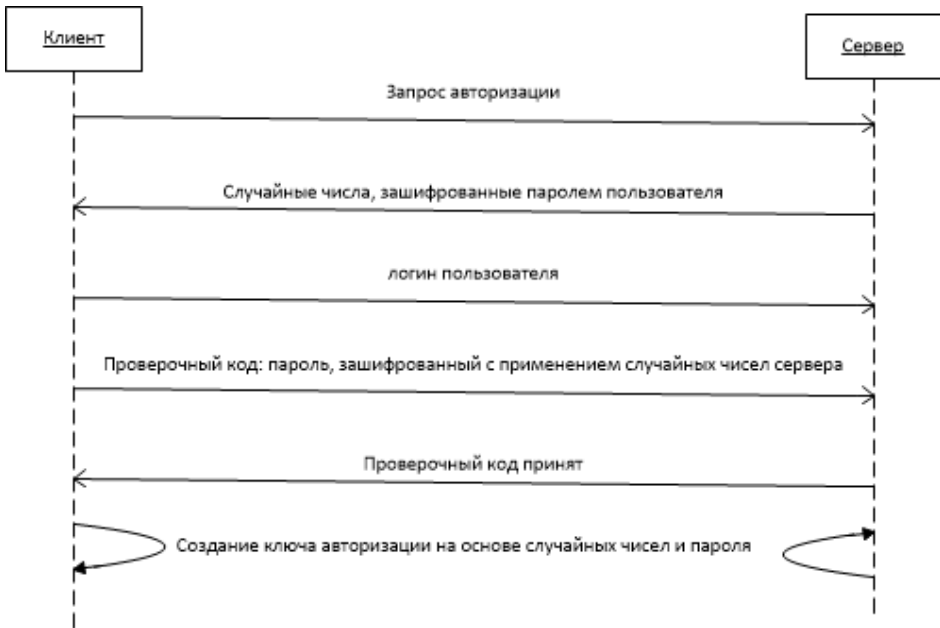 Клиент
Сервер
Запрос авторизации
Случайные числа, зашифрованные паролем пользователя
логин пользователя
Проверочный код: пароль, зашифрованный с применением случайных чисел сервера
Проверочный код принят
Создание ключа авторизации на основе случайных чисел и пароля